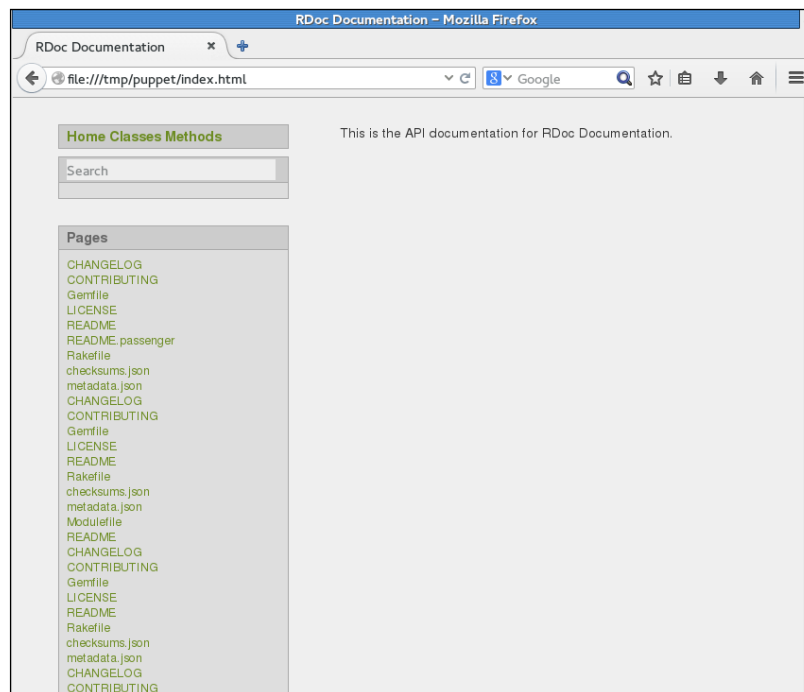 RDoc Documentation - Mozilla Firefox
RDoc Documentation
file:///tmp/puppet/index.html
8
Google
Home Classes Methods
This is the API documentation for RDoc Documentation.
Search
Pages
CHANGELOG
CONTRIBUTING
Gemfile
LICENSE
README
README.passenger
Rakefile
checksums.json
metadata.json
CHANGELOG
CONTRIBUTING
Gemfile
LICENSE
README
Rakefile
checksums.json
metadata.json
Modulefile
README
CHANGELOG
CONTRIBUTING
Gemfile
LICENSE
README
Rakefile
checksums.json
metadata.json
CHANGELOG
CONTRIBUTING